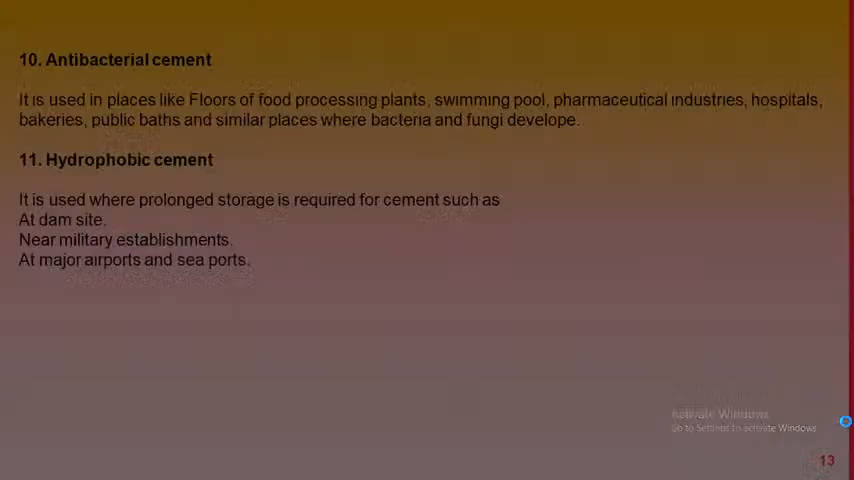 10. Antibacterial cement
It is used in places like Floors of food processing plants, swimming pool, pharmaceutical industries, hospitals,
bakeries, public baths and similar places where bacteria and fungi develope.
11. Hydrophobic cement
It is used where prolonged storage is required for cement such as
At dam site.
Near military establishments.
At major airports and sea ports.
Activate Windows
Go to Settings to activate Windows
13